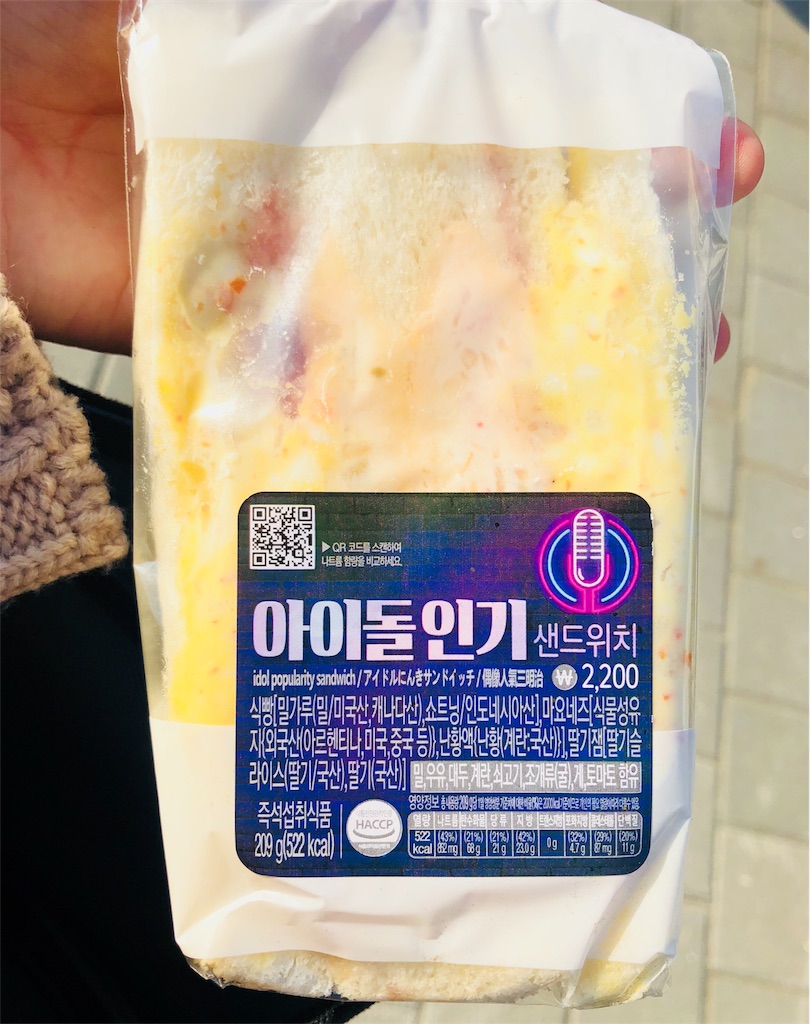 ▶ QR 코드를 스캔하여
나트륨 함량을 비교하세요.
아이돌 인기 샌드위치
idol popularity sandwich / アイドルにんきサンドイッチ / 偶像人氣三明治 ₩ 2,200
식빵[밀가루(밀/미국산,캐나다산),쇼트닝/인도네시아산],마요네즈[식물성유
지(외국산(아르헨티나,미국,중국 등)),난황액(난황(계란:국산))],딸기잼[딸기슬
라이스(딸기/국산),딸기(국산)] 밀,우유,대두,계란,쇠고기,조개류(굴),게,토마토 함유
즉석섭취식품
209 g(522 kcal)
HACCP
영양정보
열량 나트륨 탄수화물 당류 지방 트랜스지방 포화지방 콜레스테롤 단백질
522 (43%) (21%) (21%) (42%) (32%) (29%) (20%)
kcal 852 mg 68 g 21 g 23.0 g 0 g 4.7 g 87 mg 11 g